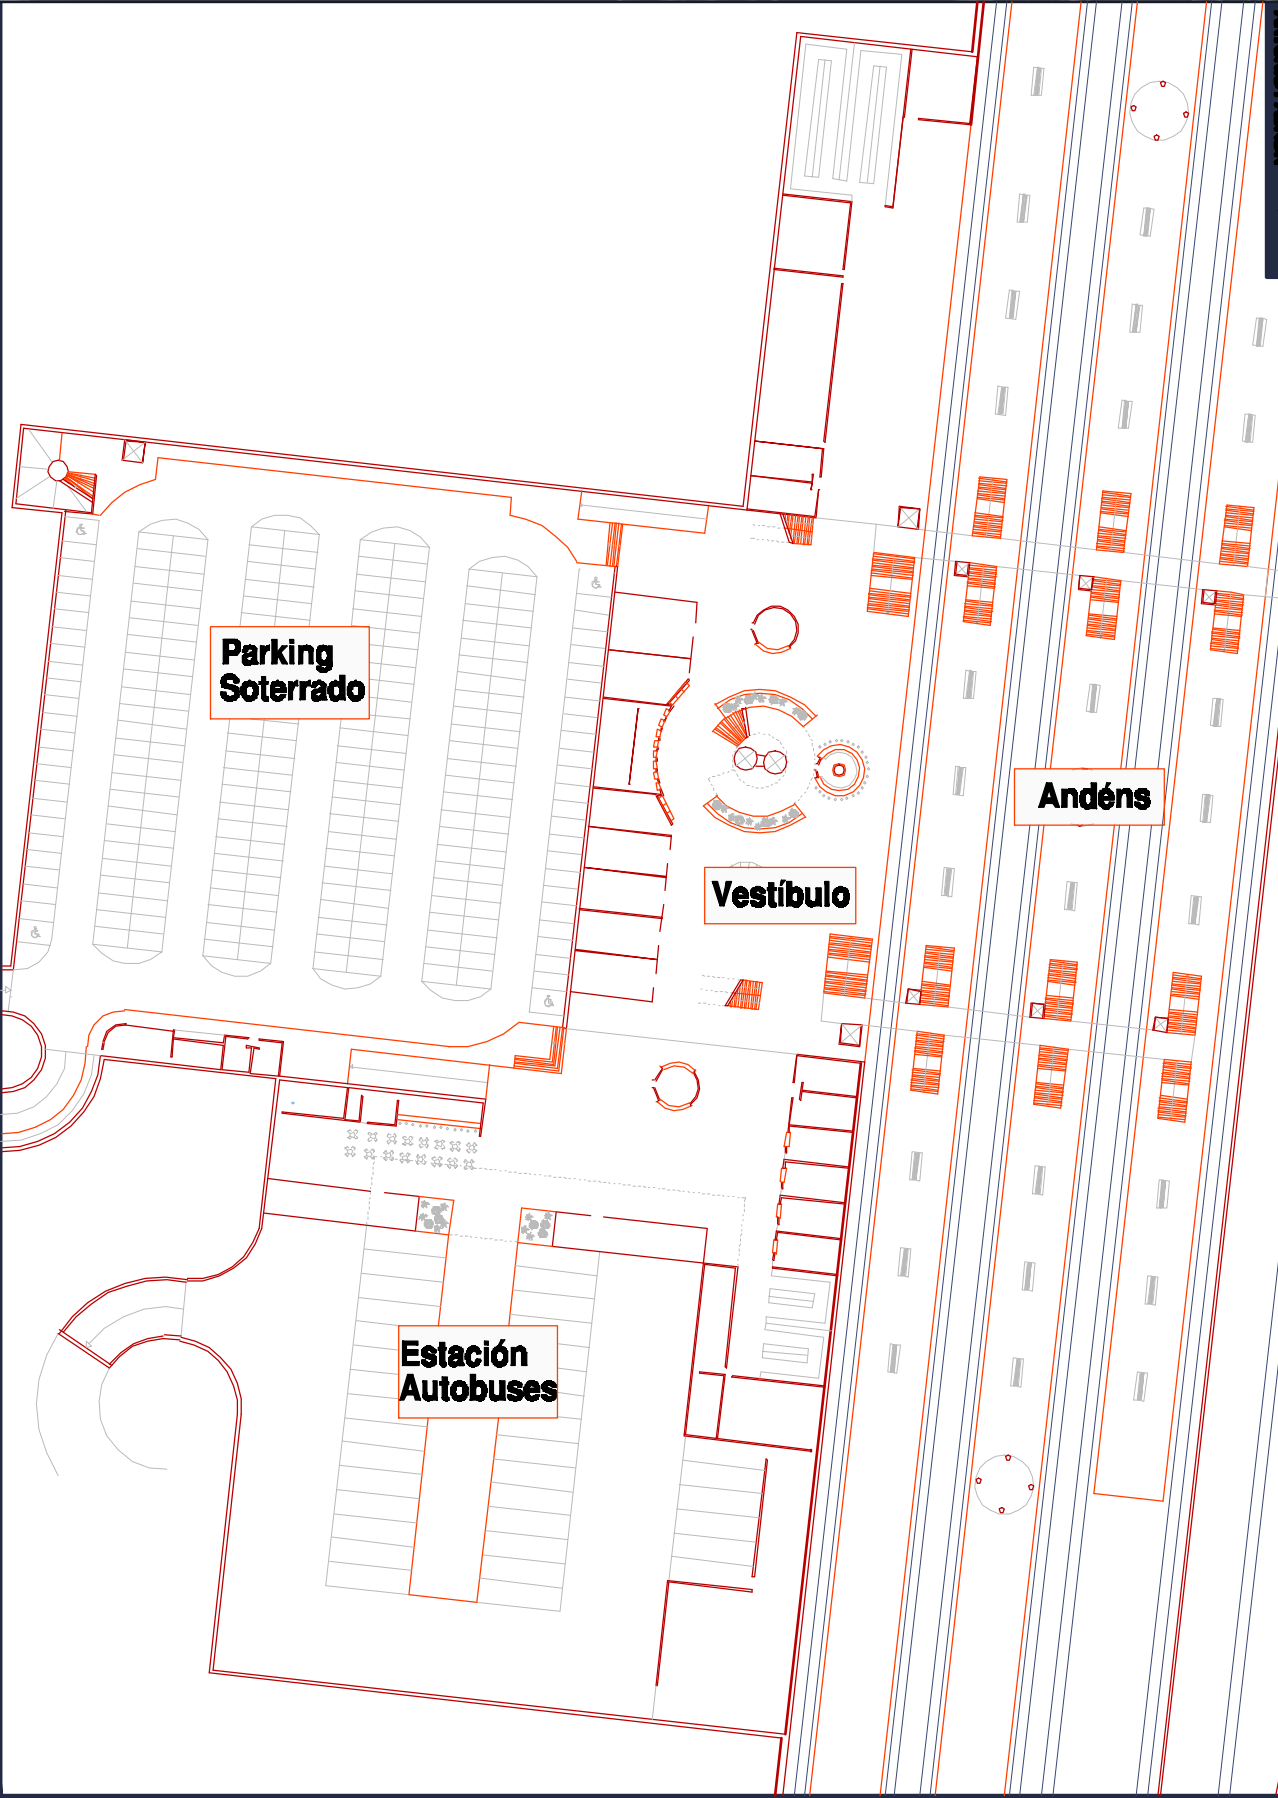 Parking
Soterrado
Andéns
Vestíbulo
Estación
Autobuses